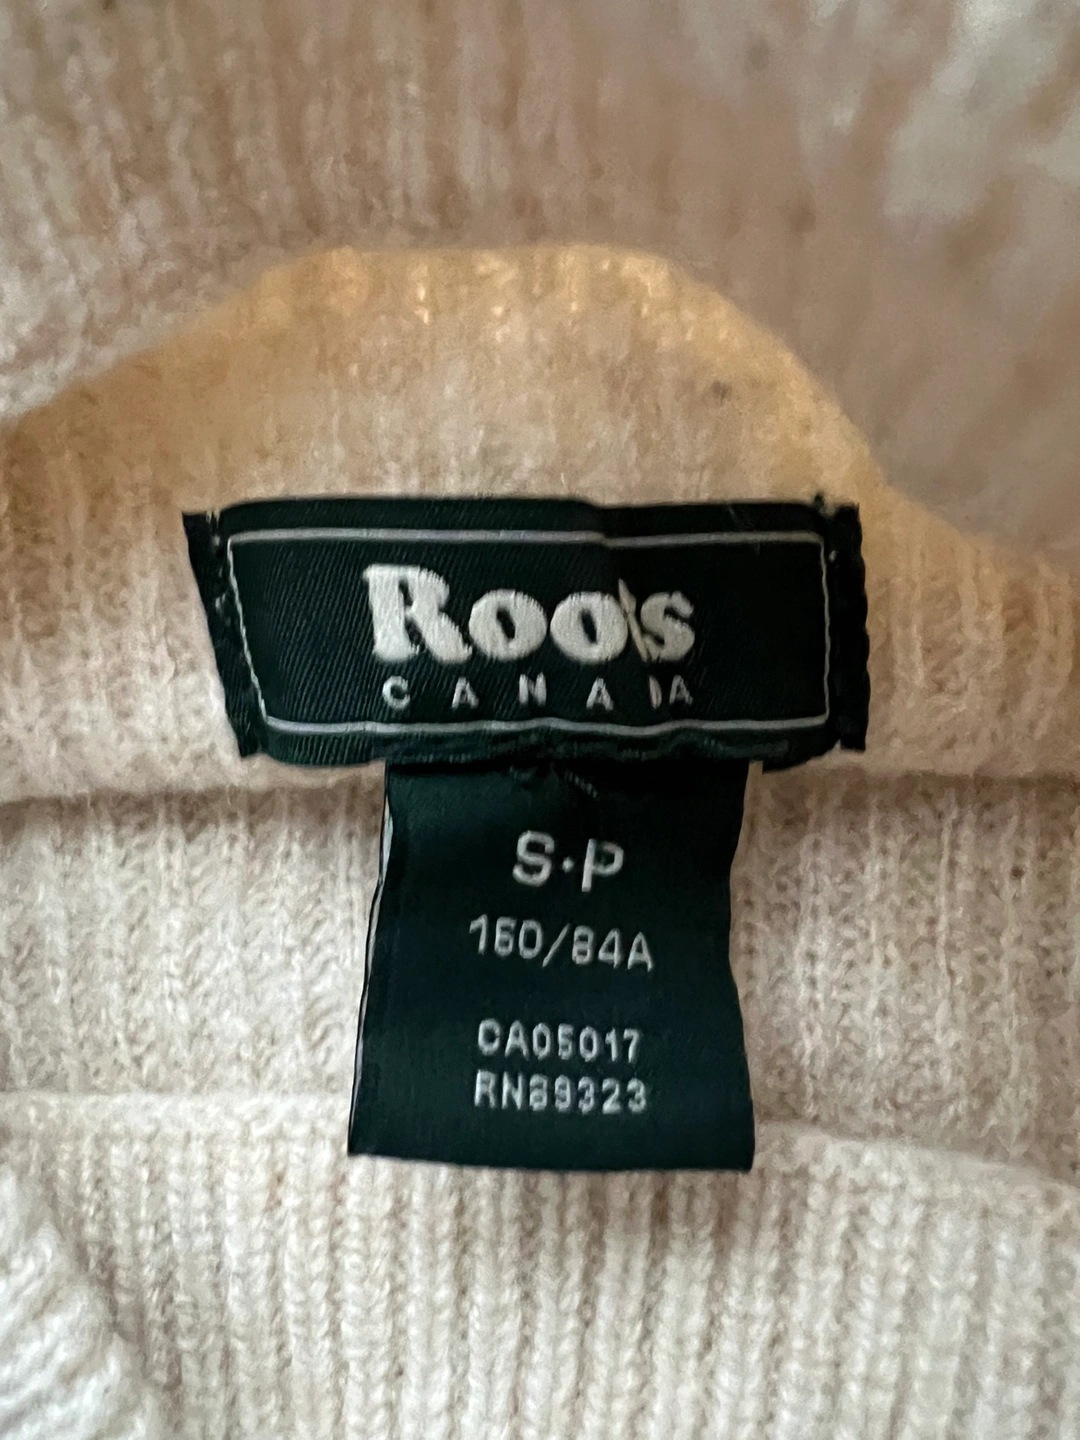 Roots
CANADA
S·P
160/84A
CA05017
RN89323